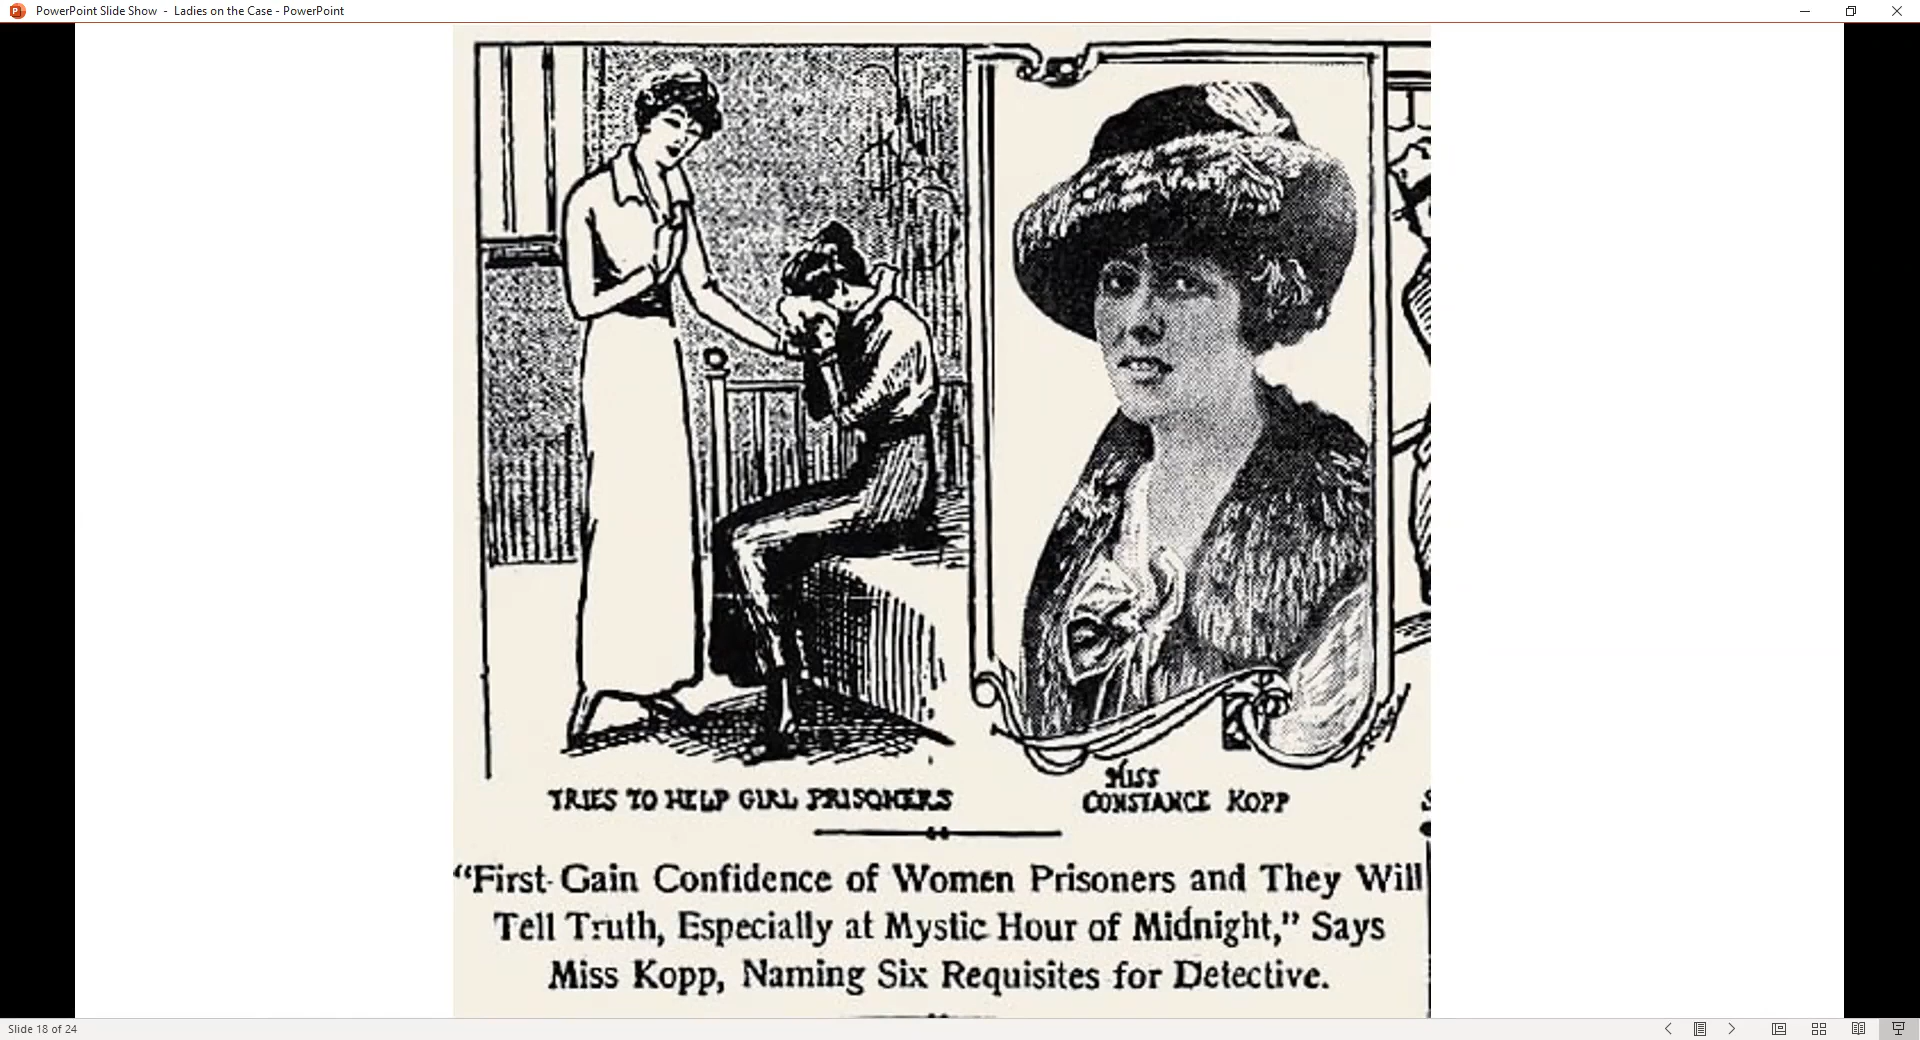 PowerPoint Slide Show - Ladies on the Case - PowerPoint
TRIES TO HELP GIRL PRISONERS
MISS
CONSTANCE KOPP
“First Gain Confidence of Women Prisoners and They Will
Tell Truth, Especially at Mystic Hour of Midnight,” Says
Miss Kopp, Naming Six Requisites for Detective.
Slide 18 of 24